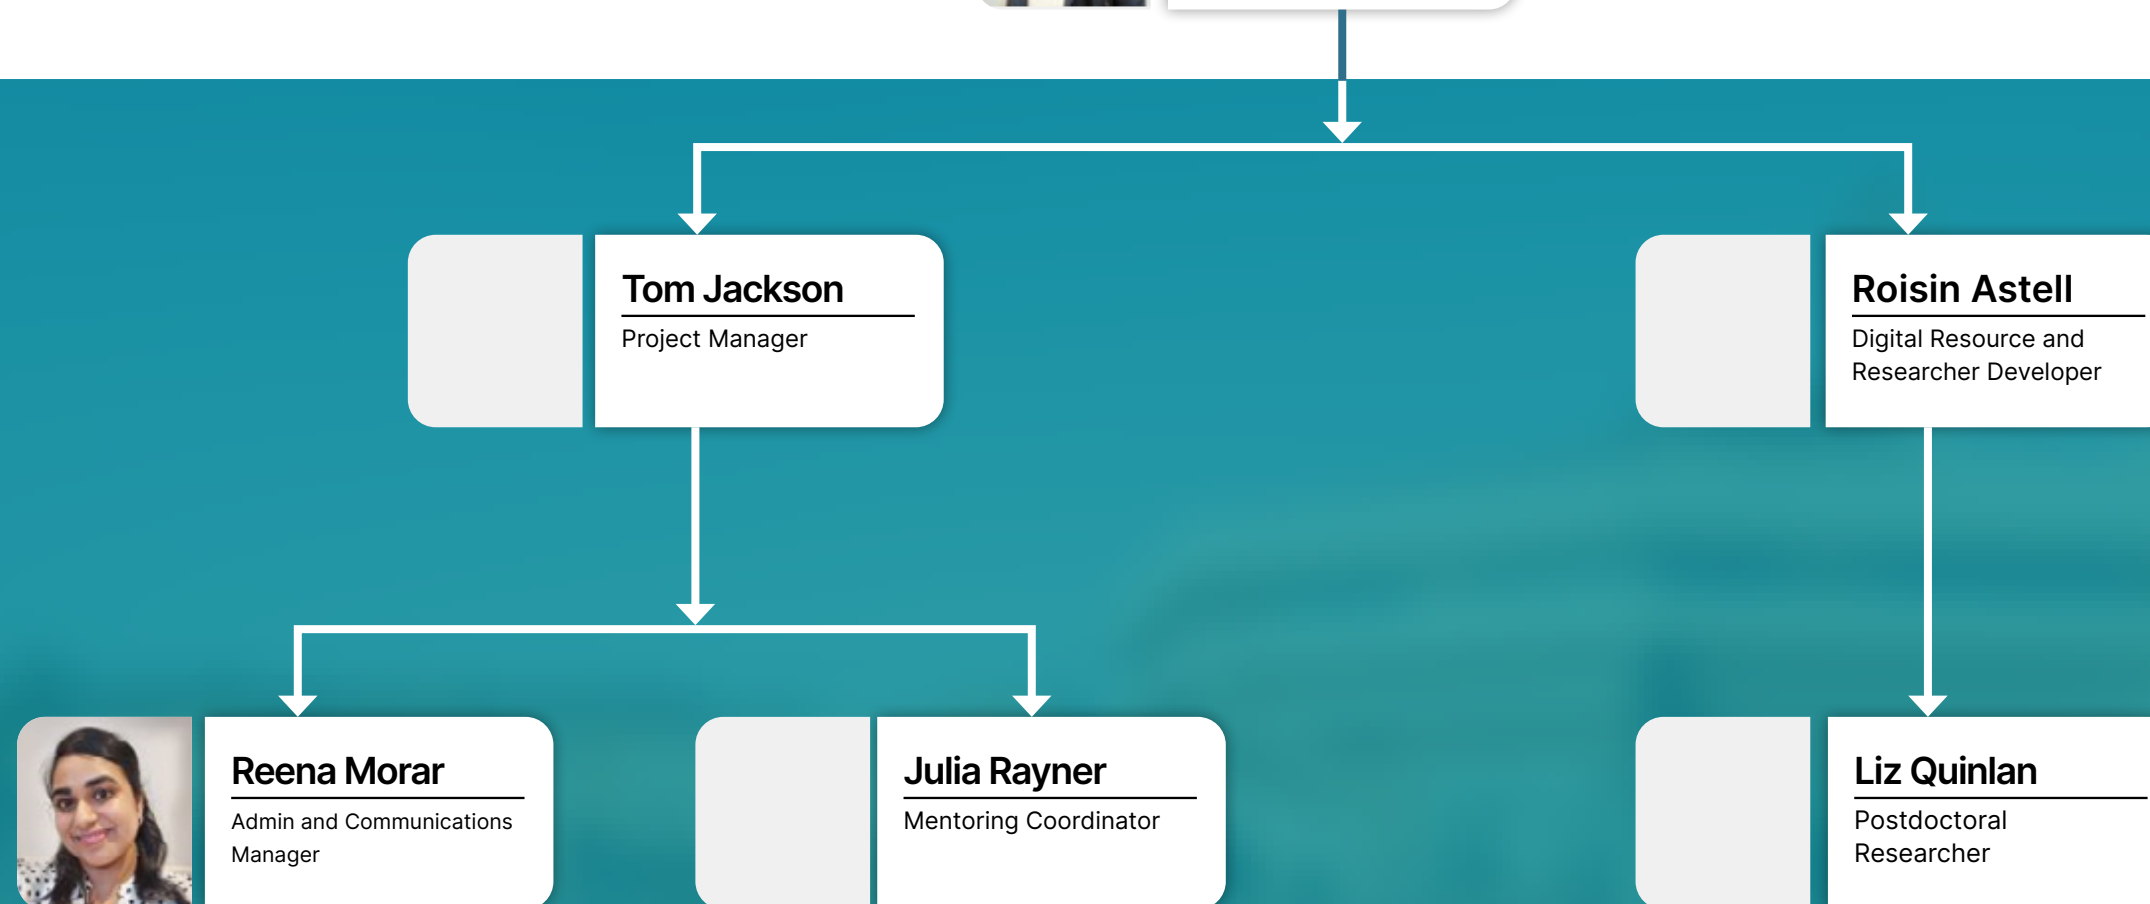 Tom Jackson
Project Manager
Roisin Astell
Digital Resource and
Researcher Developer
Reena Morar
Admin and Communications
Manager
Julia Rayner
Mentoring Coordinator
Liz Quinlan
Postdoctoral
Researcher